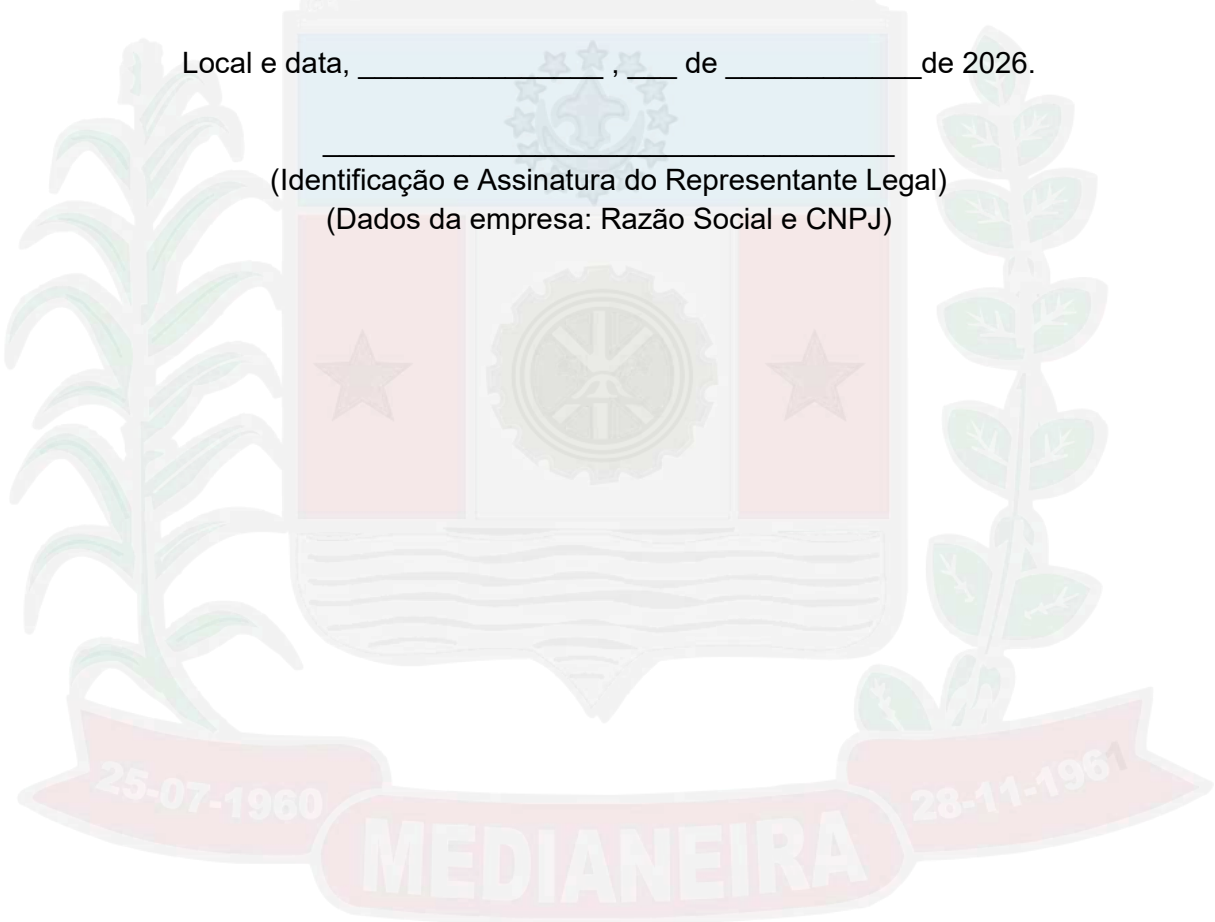 Local e data, _______________ , ___ de ____________de 2026.
___________________________________
(Identificação e Assinatura do Representante Legal)
(Dados da empresa: Razão Social e CNPJ)
25-07-1960
28-11-1961
MEDIANEIRA